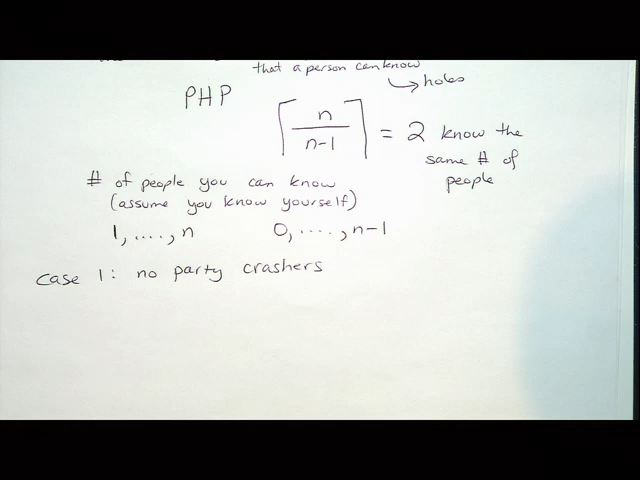 that a person can know
holes
PHP
⌈n/(n-1)⌉ = 2 know the
same # of
people
# of people you can know
(assume you know yourself)
1, ...., n 0, ...., n-1
case 1: no party crashers